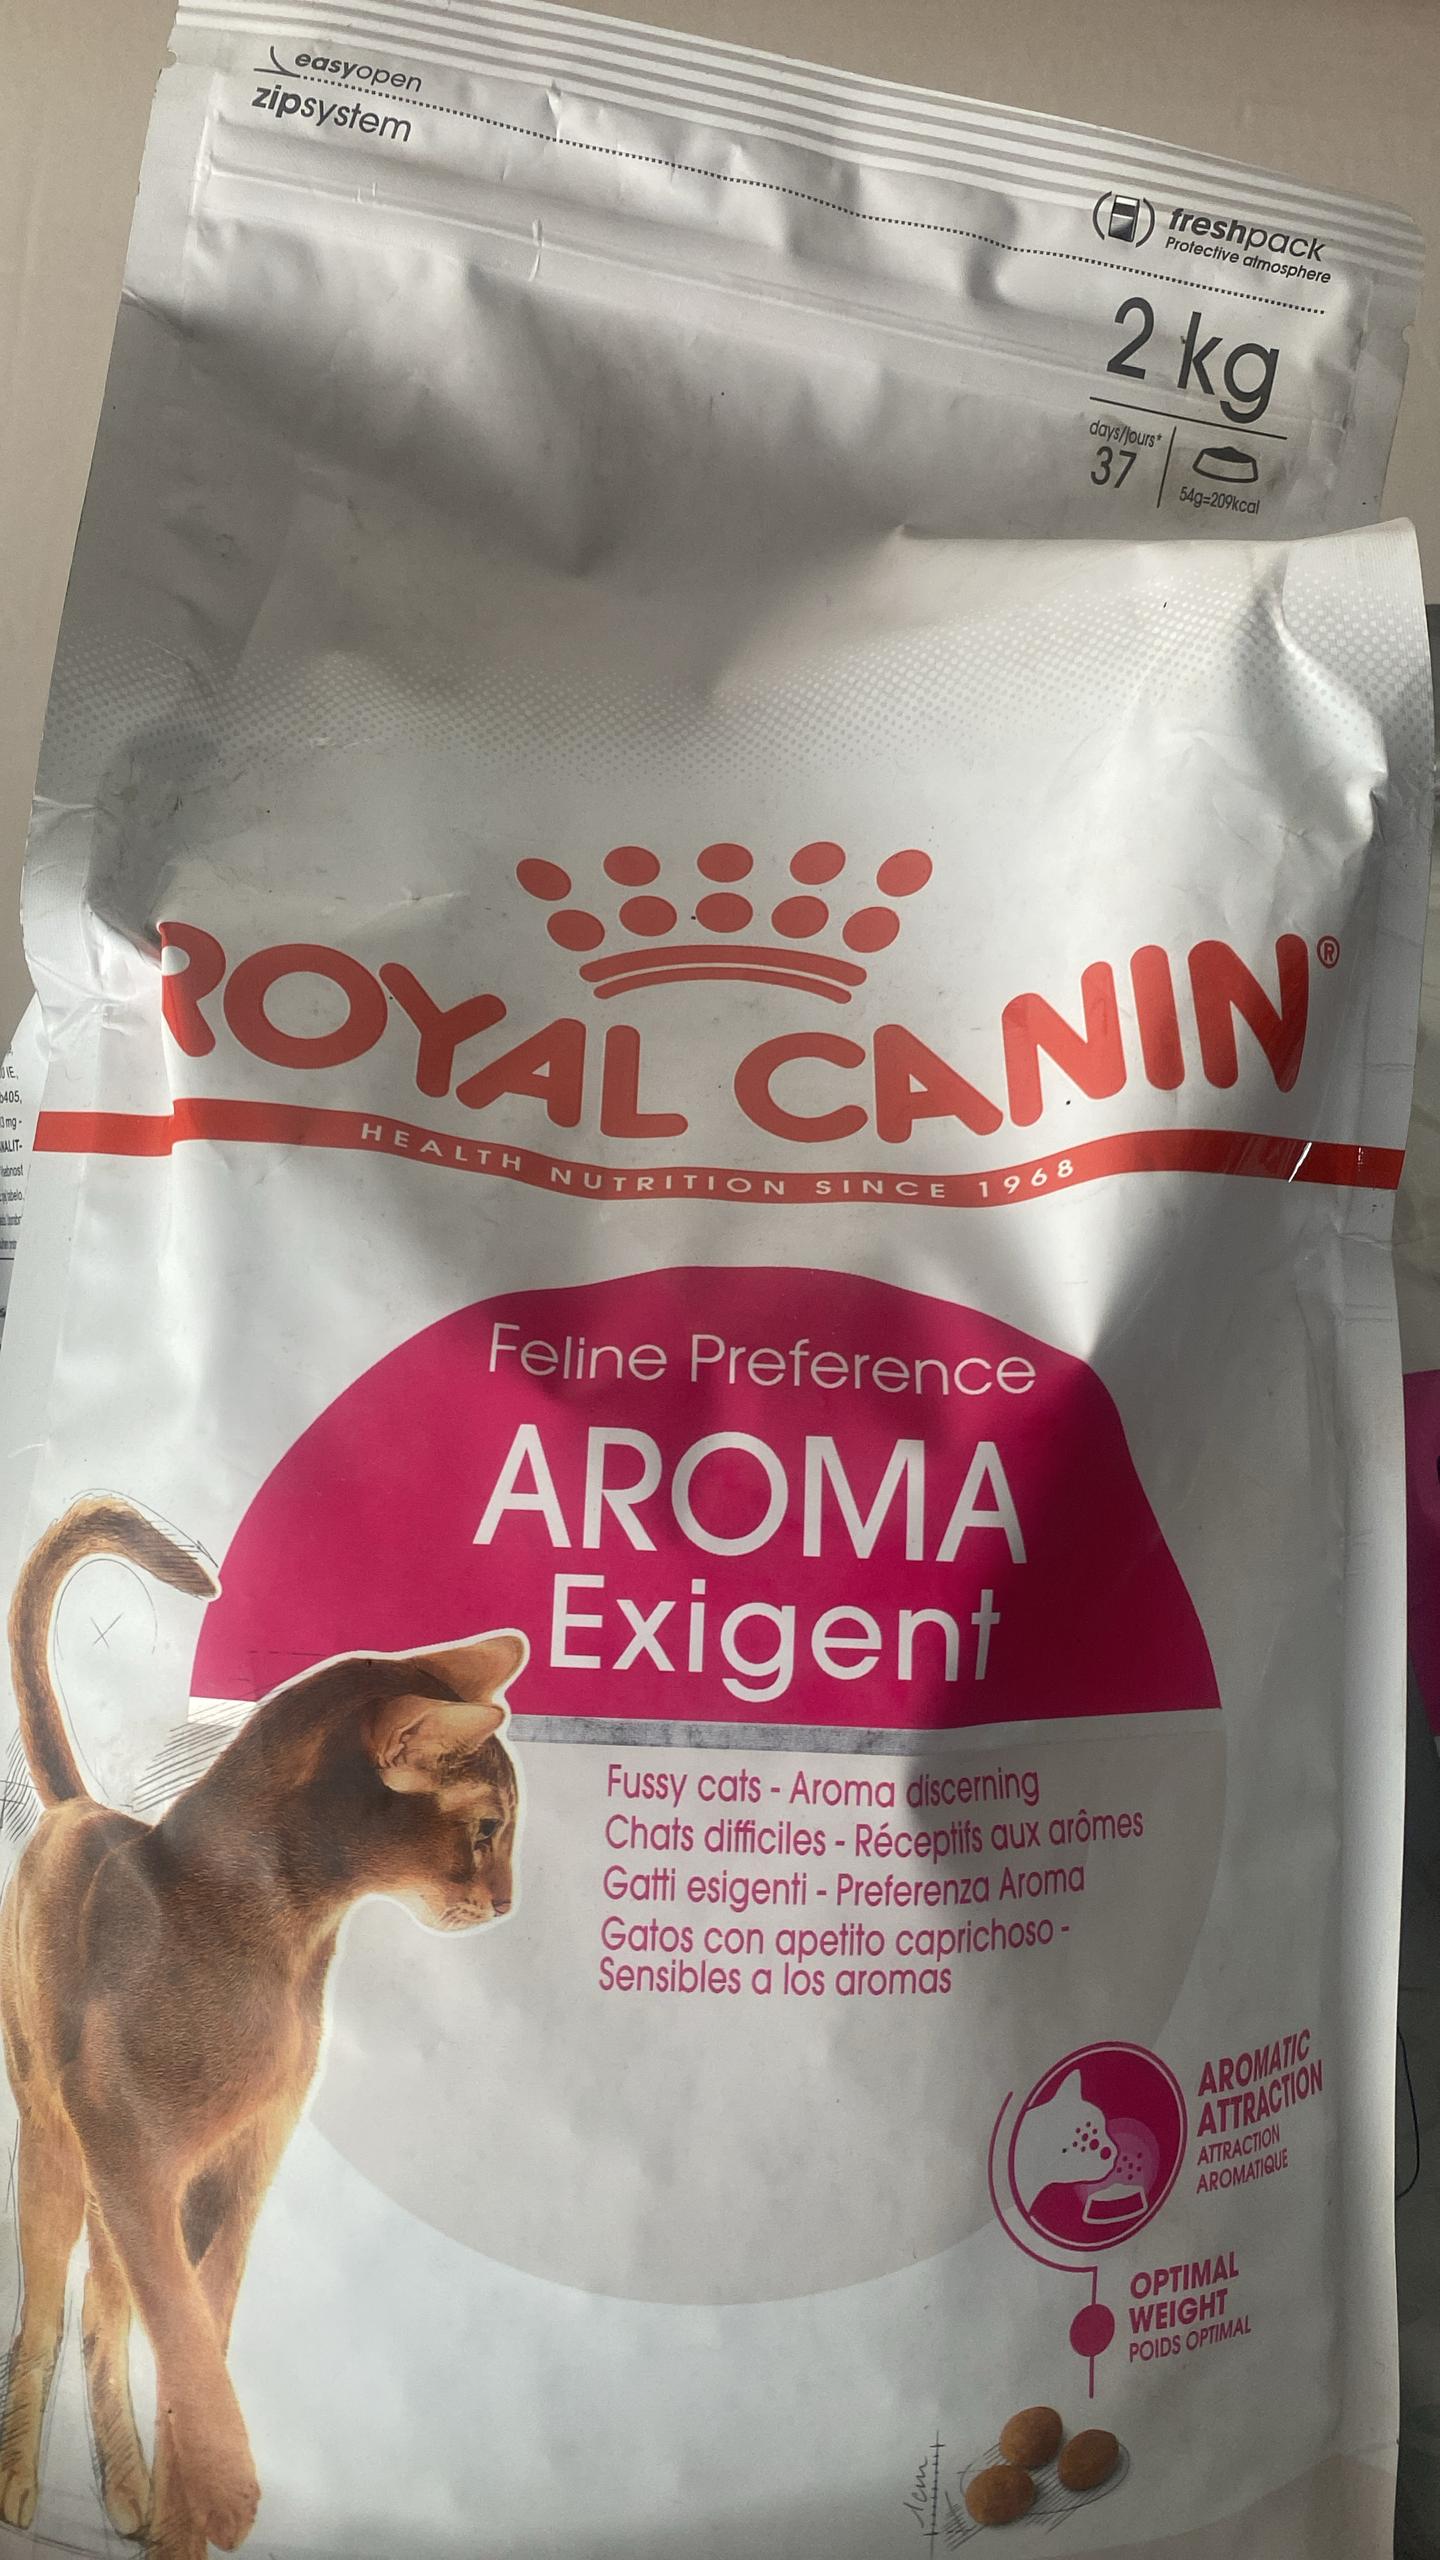 easyopen
zipsystem
freshpack
Protective atmosphere
2 kg
days/jours*
37
54g=209kcal
ROYAL CANIN®
HEALTH NUTRITION SINCE 1968
Feline Preference
AROMA
Exigent
Fussy cats - Aroma discerning
Chats difficiles - Réceptifs aux arômes
Gatti esigenti - Preferenza Aroma
Gatos con apetito caprichoso -
Sensibles a los aromas
AROMATIC
ATTRACTION
ATTRACTION
AROMATIQUE
OPTIMAL
WEIGHT
POIDS OPTIMAL
1cm